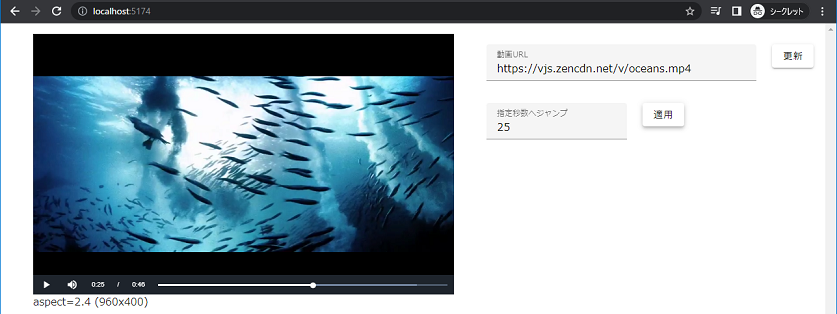 localhost:5174
シークレット
動画URL
https://vjs.zencdn.net/v/oceans.mp4
更新
指定秒数へジャンプ
25
適用
0:25 / 0:46
aspect=2.4 (960x400)